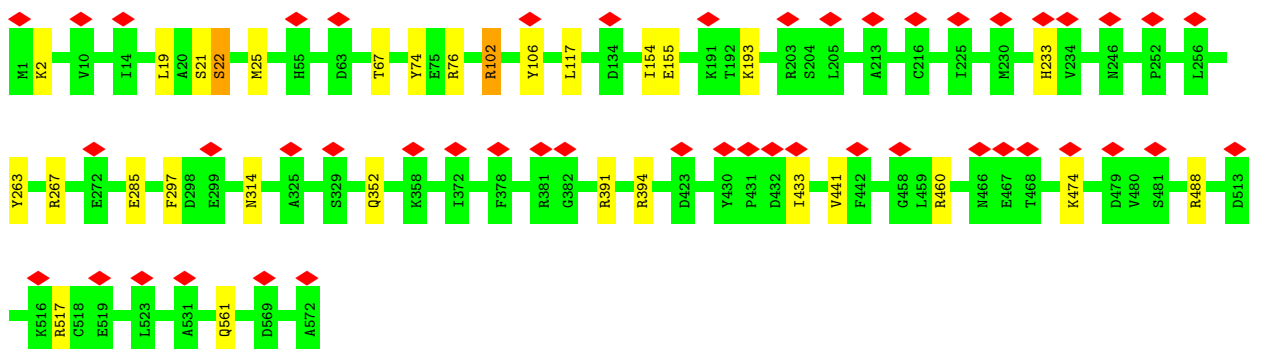 M1 K2 V10 I14 L19 A20 S21 S22 M25 H55 D63 T67 Y74 E75 R76 R102 Y106 L117 D134 I154 E155 K191 T192 K193 R203 S204 L205 A213 C216 I225 M230 H233 V234 N246 P252 L256
Y263 R267 E272 E285 F297 D298 E299 N314 A325 S329 Q352 K358 I372 F378 R381 G382 R391 R394 D423 Y430 P431 D432 I433 V441 F442 G458 L459 R460 N466 E467 T468 K474 D479 V480 S481 R488 D513
K516 R517 C518 E519 L523 A531 Q561 D569 A572